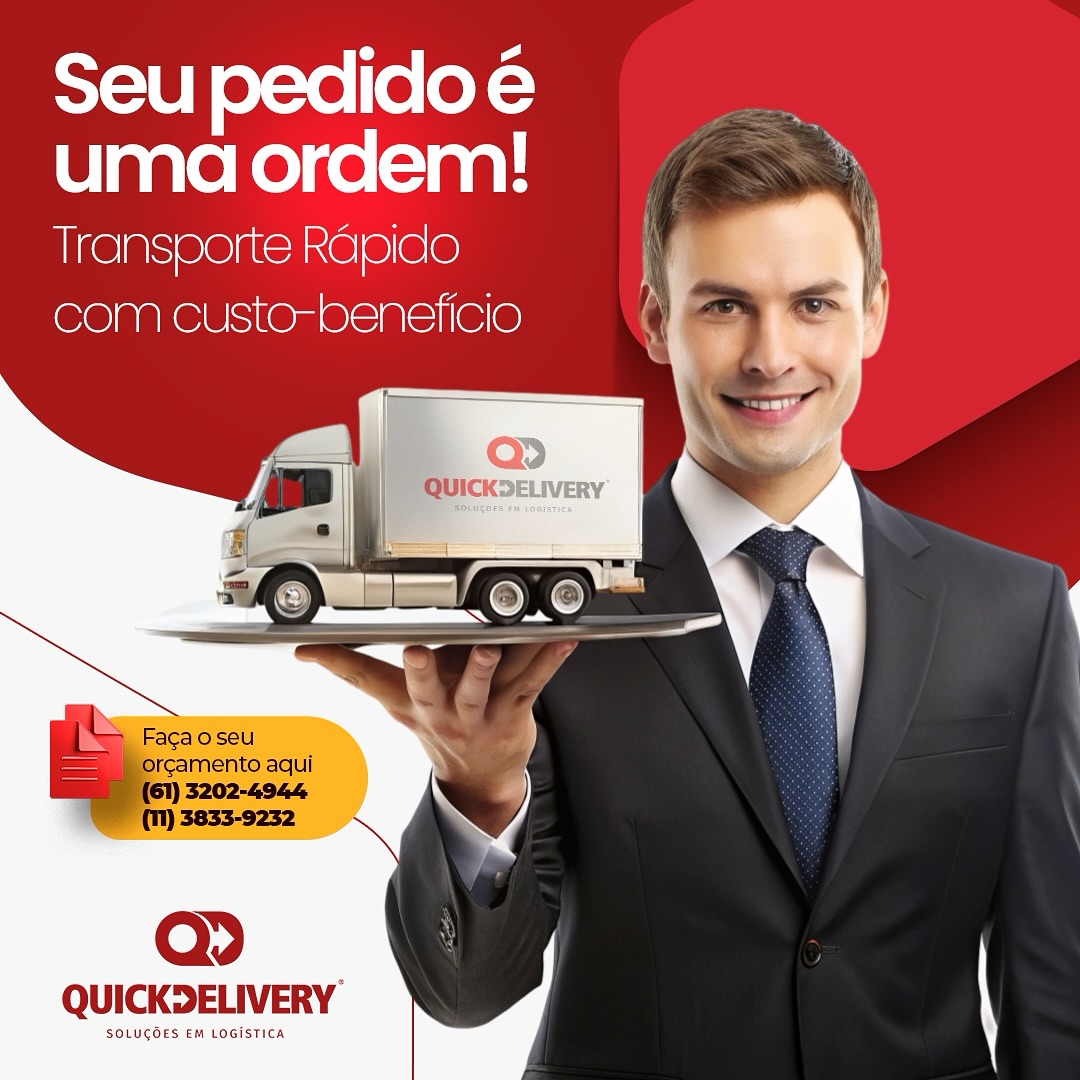 Seu pedido é
uma ordem!
Transporte Rápido
com custo-benefício
QUICKDELIVERY
SOLUÇÕES EM LOGÍSTICA
Faça o seu
orçamento aqui
(61) 3202-4944
(11) 3833-9232
QUICKDELIVERY®
SOLUÇÕES EM LOGÍSTICA